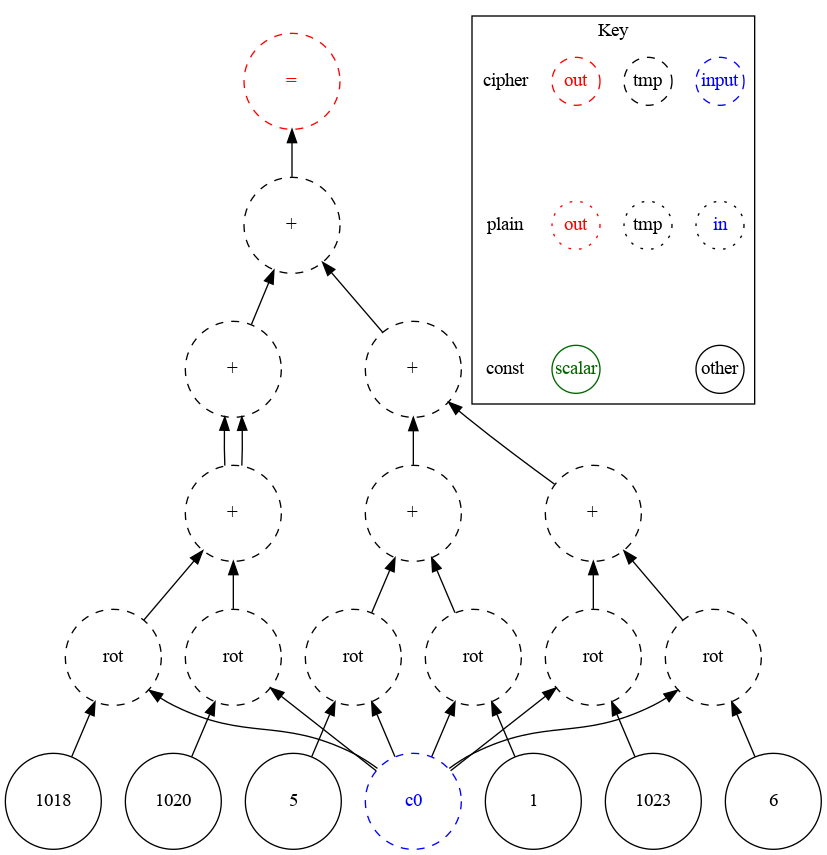 Key
= cipher out tmp input
+ plain out tmp in
+ + const scalar other
+ + +
rot rot rot rot rot rot
1018 1020 5 c0 1 1023 6